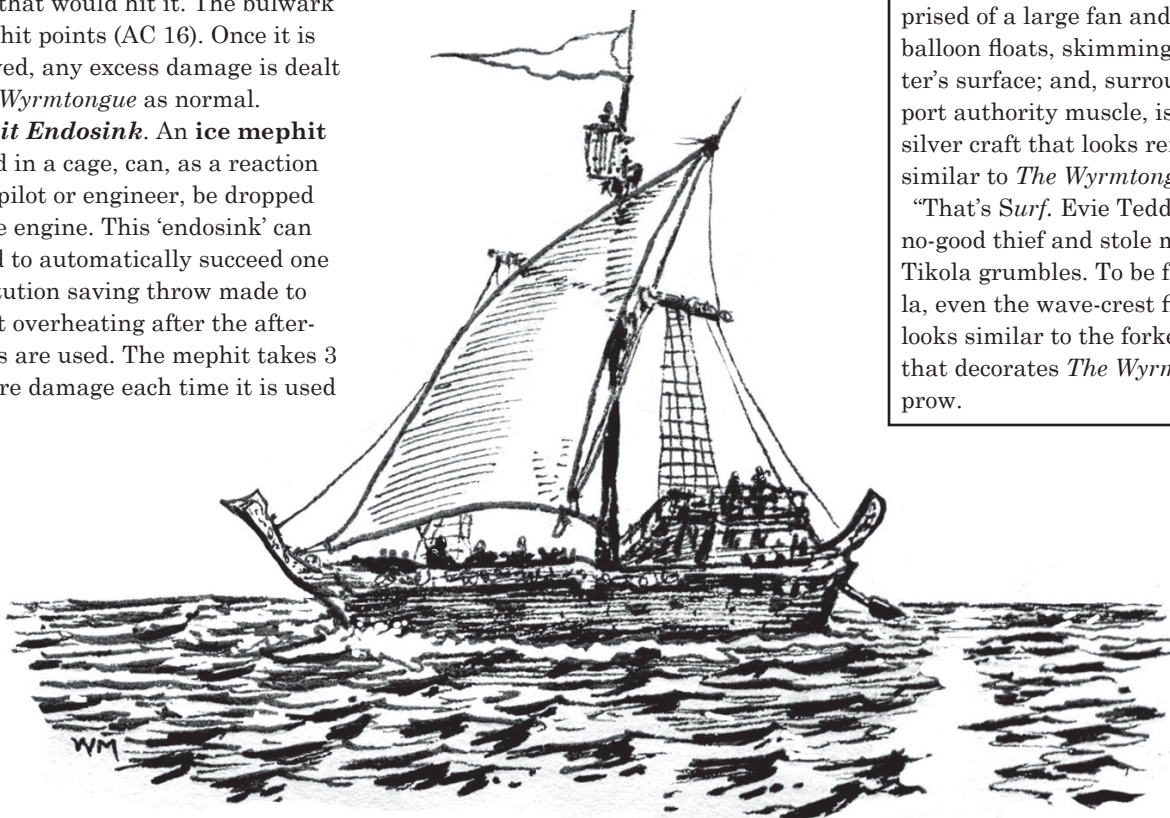 that would hit it. The bulwark
hit points (AC 16). Once it is
any excess damage is dealt
Wyrmtongue as normal.
it Endosink. An ice mephit
in a cage, can, as a reaction
pilot or engineer, be dropped
e engine. This ‘endosink’ can
to automatically succeed one
tution saving throw made to
t overheating after the after-
s are used. The mephit takes 3
re damage each time it is used
prised of a large fan and
balloon floats, skimming
ter’s surface; and, surrou
port authority muscle, is
silver craft that looks re
similar to The Wyrmtong
“That’s Surf. Evie Tedd
no-good thief and stole
Tikola grumbles. To be f
la, even the wave-crest fi
looks similar to the forke
that decorates The Wyrm
prow.
WM